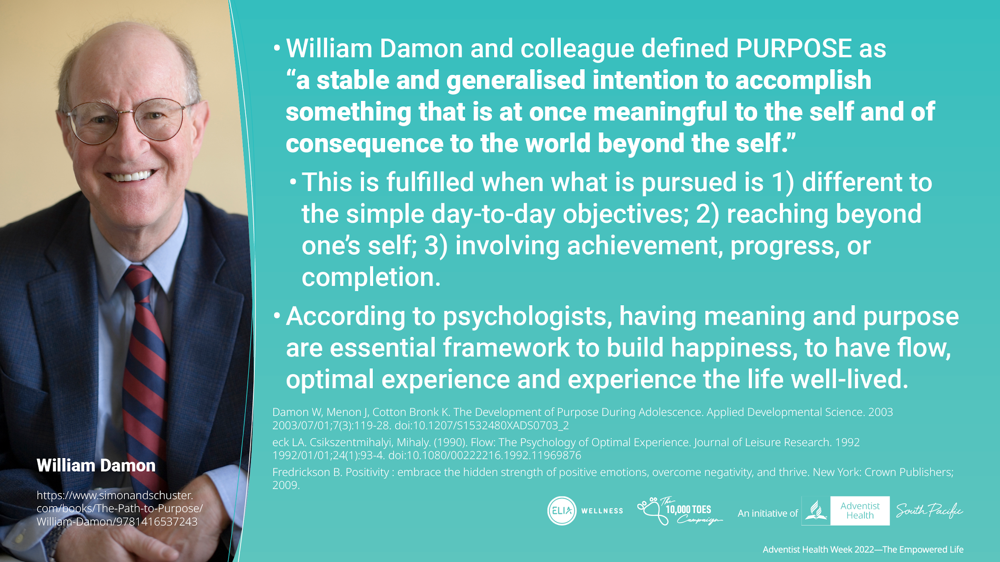 • William Damon and colleague defined PURPOSE as
“a stable and generalised intention to accomplish
something that is at once meaningful to the self and of
consequence to the world beyond the self.”
• This is fulfilled when what is pursued is 1) different to
the simple day-to-day objectives; 2) reaching beyond
one’s self; 3) involving achievement, progress, or
completion.
• According to psychologists, having meaning and purpose
are essential framework to build happiness, to have flow,
optimal experience and experience the life well-lived.
Damon W, Menon J, Cotton Bronk K. The Development of Purpose During Adolescence. Applied Developmental Science. 2003
2003/07/01;7(3):119-28. doi:10.1207/S1532480XADS0703_2
eck LA. Csikszentmihalyi, Mihaly. (1990). Flow: The Psychology of Optimal Experience. Journal of Leisure Research. 1992
1992/01/01;24(1):93-4. doi:10.1080/00222216.1992.11969876
Fredrickson B. Positivity : embrace the hidden strength of positive emotions, overcome negativity, and thrive. New York: Crown Publishers;
2009.
William Damon
https://www.simonandschuster.
com/books/The-Path-to-Purpose/
William-Damon/9781416537243
ELIA WELLNESS
The
10,000 TOES
Campaign
An initiative of
Adventist
Health
South Pacific
Adventist Health Week 2022—The Empowered Life